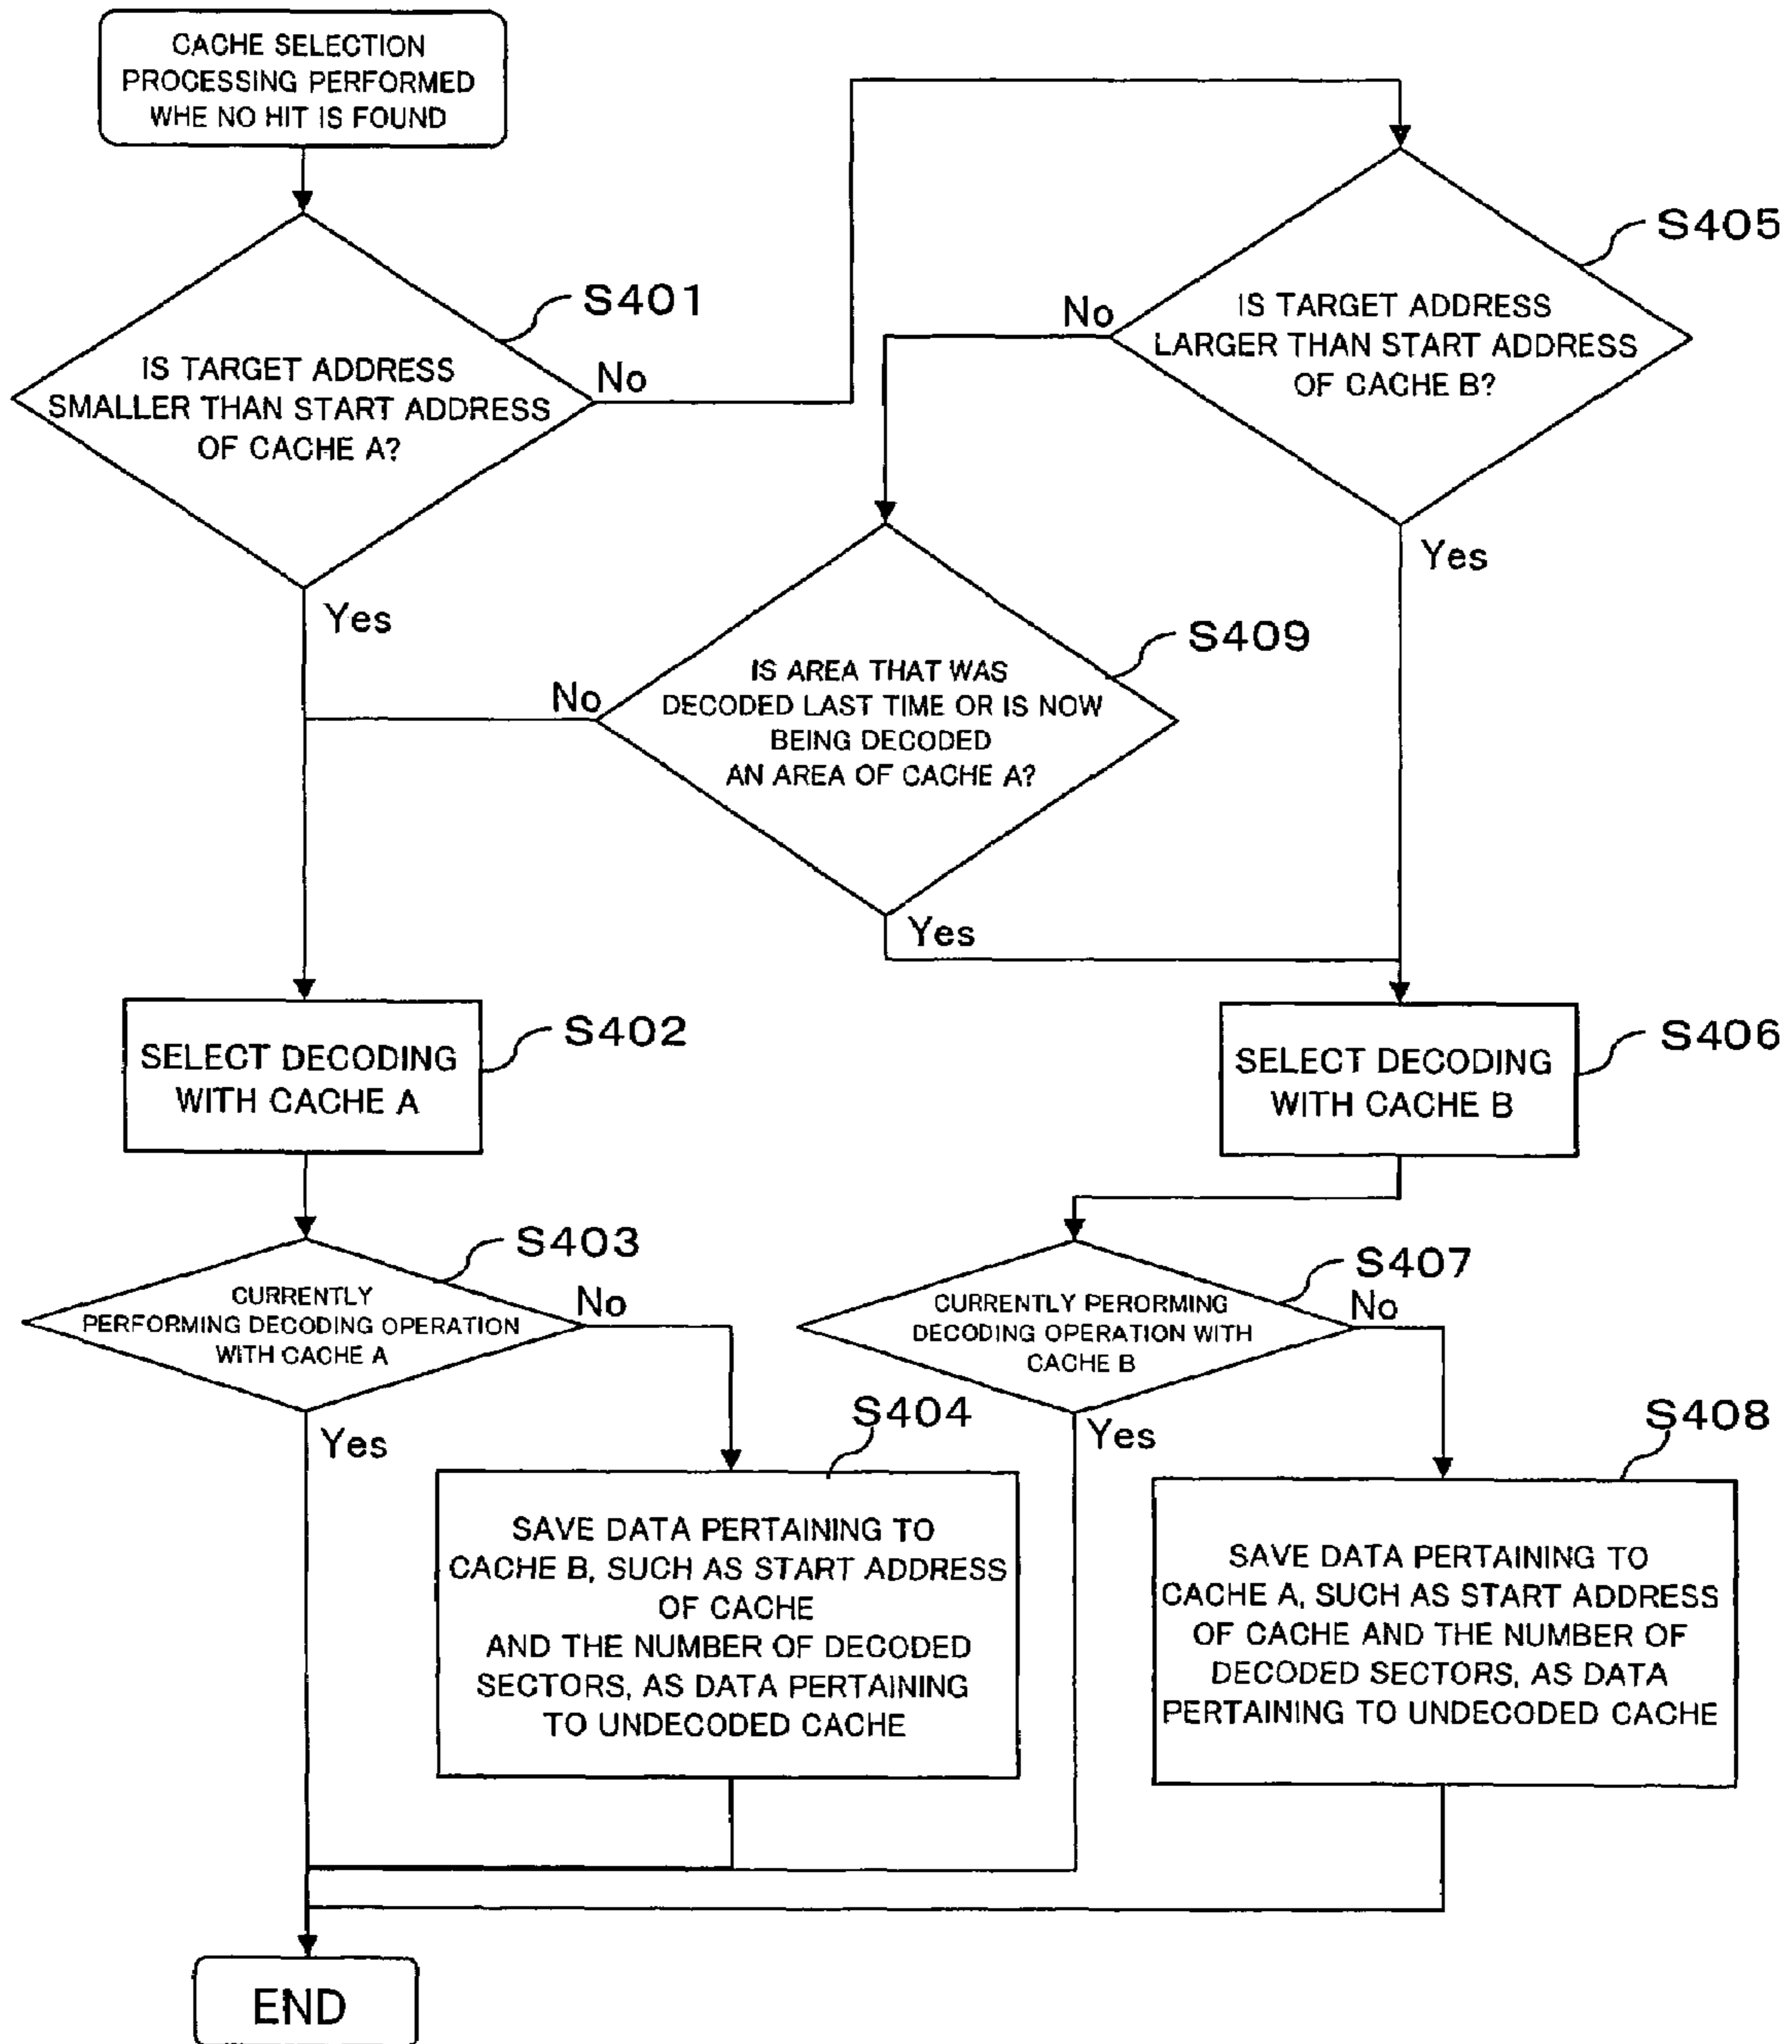 CACHE SELECTION
PROCESSING PERFORMED
WHE NO HIT IS FOUND
S401
IS TARGET ADDRESS
SMALLER THAN START ADDRESS
OF CACHE A?
No
Yes
S405
IS TARGET ADDRESS
LARGER THAN START ADDRESS
OF CACHE B?
No
Yes
S409
IS AREA THAT WAS
DECODED LAST TIME OR IS NOW
BEING DECODED
AN AREA OF CACHE A?
No
Yes
S402
SELECT DECODING
WITH CACHE A
S406
SELECT DECODING
WITH CACHE B
S403
CURRENTLY
PERFORMING DECODING OPERATION
WITH CACHE A
No
Yes
S407
CURRENTLY PERORMING
DECODING OPERATION WITH
CACHE B
No
Yes
S404
SAVE DATA PERTAINING TO
CACHE B, SUCH AS START ADDRESS
OF CACHE
AND THE NUMBER OF DECODED
SECTORS, AS DATA PERTAINING
TO UNDECODED CACHE
S408
SAVE DATA PERTAINING TO
CACHE A, SUCH AS START ADDRESS
OF CACHE AND THE NUMBER OF
DECODED SECTORS, AS DATA
PERTAINING TO UNDECODED CACHE
END